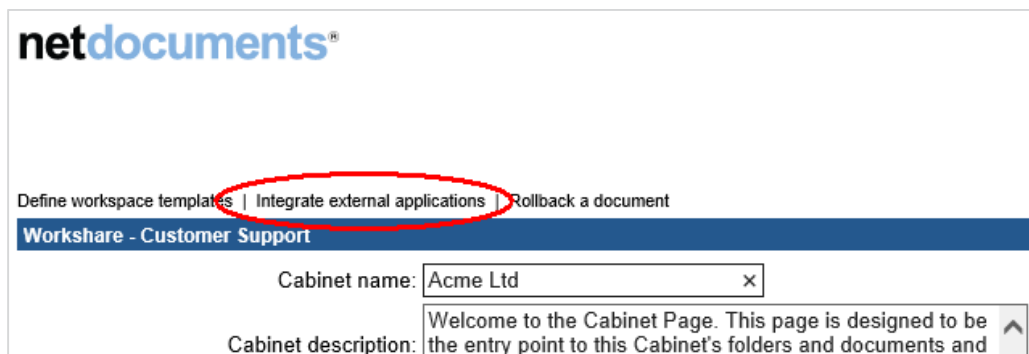 netdocuments®
Define workspace templates | Integrate external applications | Rollback a document
Workshare - Customer Support
Cabinet name: Acme Ltd ×
Welcome to the Cabinet Page. This page is designed to be
Cabinet description: the entry point to this Cabinet's folders and documents and